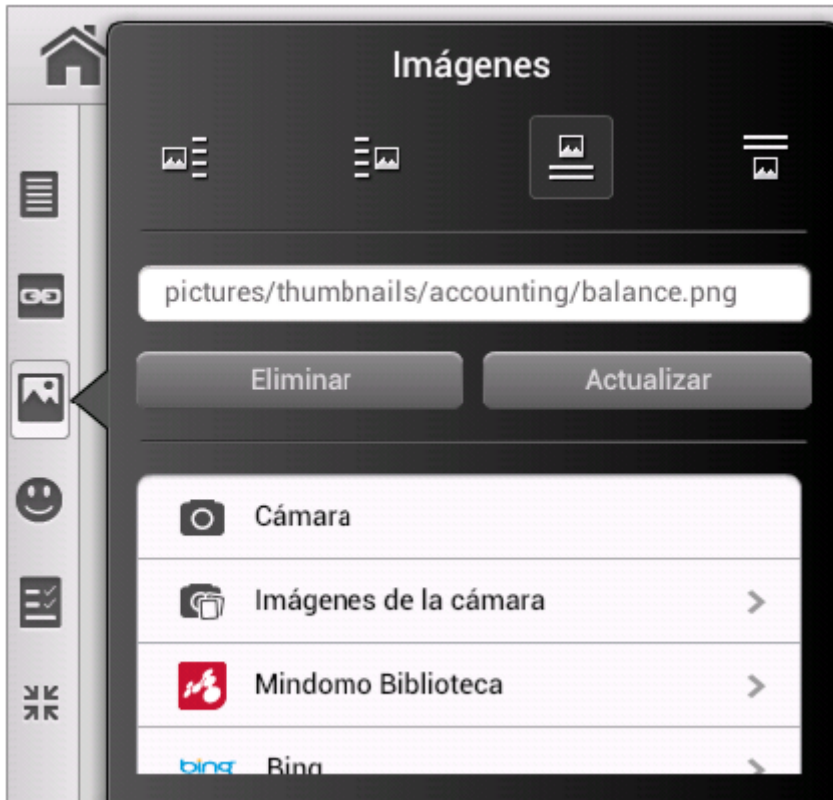 Imágenes
pictures/thumbnails/accounting/balance.png
Eliminar
Actualizar
Cámara
Imágenes de la cámara
Mindomo Biblioteca
bing Bing